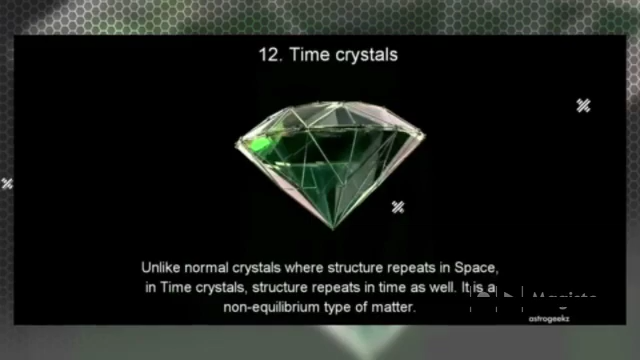 12. Time crystals
Unlike normal crystals where structure repeats in Space,
in Time crystals, structure repeats in time as well. It is a
non-equilibrium type of matter.
Magisto
astrogeekz